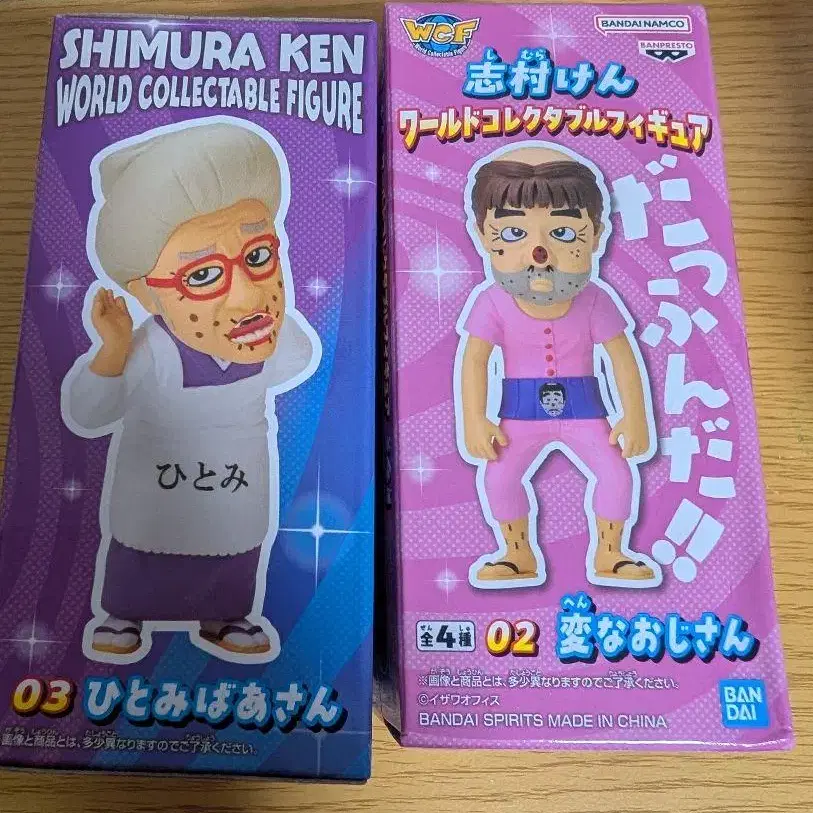 SHIMURA KEN
WORLD COLLECTABLE FIGURE
ひとみ
03 ひとみばあさん
画像と商品とは、多少異なりますのでご了承ください。
WCF
World Collectable Figure
BANDAI NAMCO
BANPRESTO
志村けん
ワールドコレクタブルフィギュア
だっふんだ!!
全4種 02 変なおじさん
※画像と商品とは、多少異なりますのでご了承ください。
©イザワオフィス
BANDAI SPIRITS MADE IN CHINA
BAN
DAI